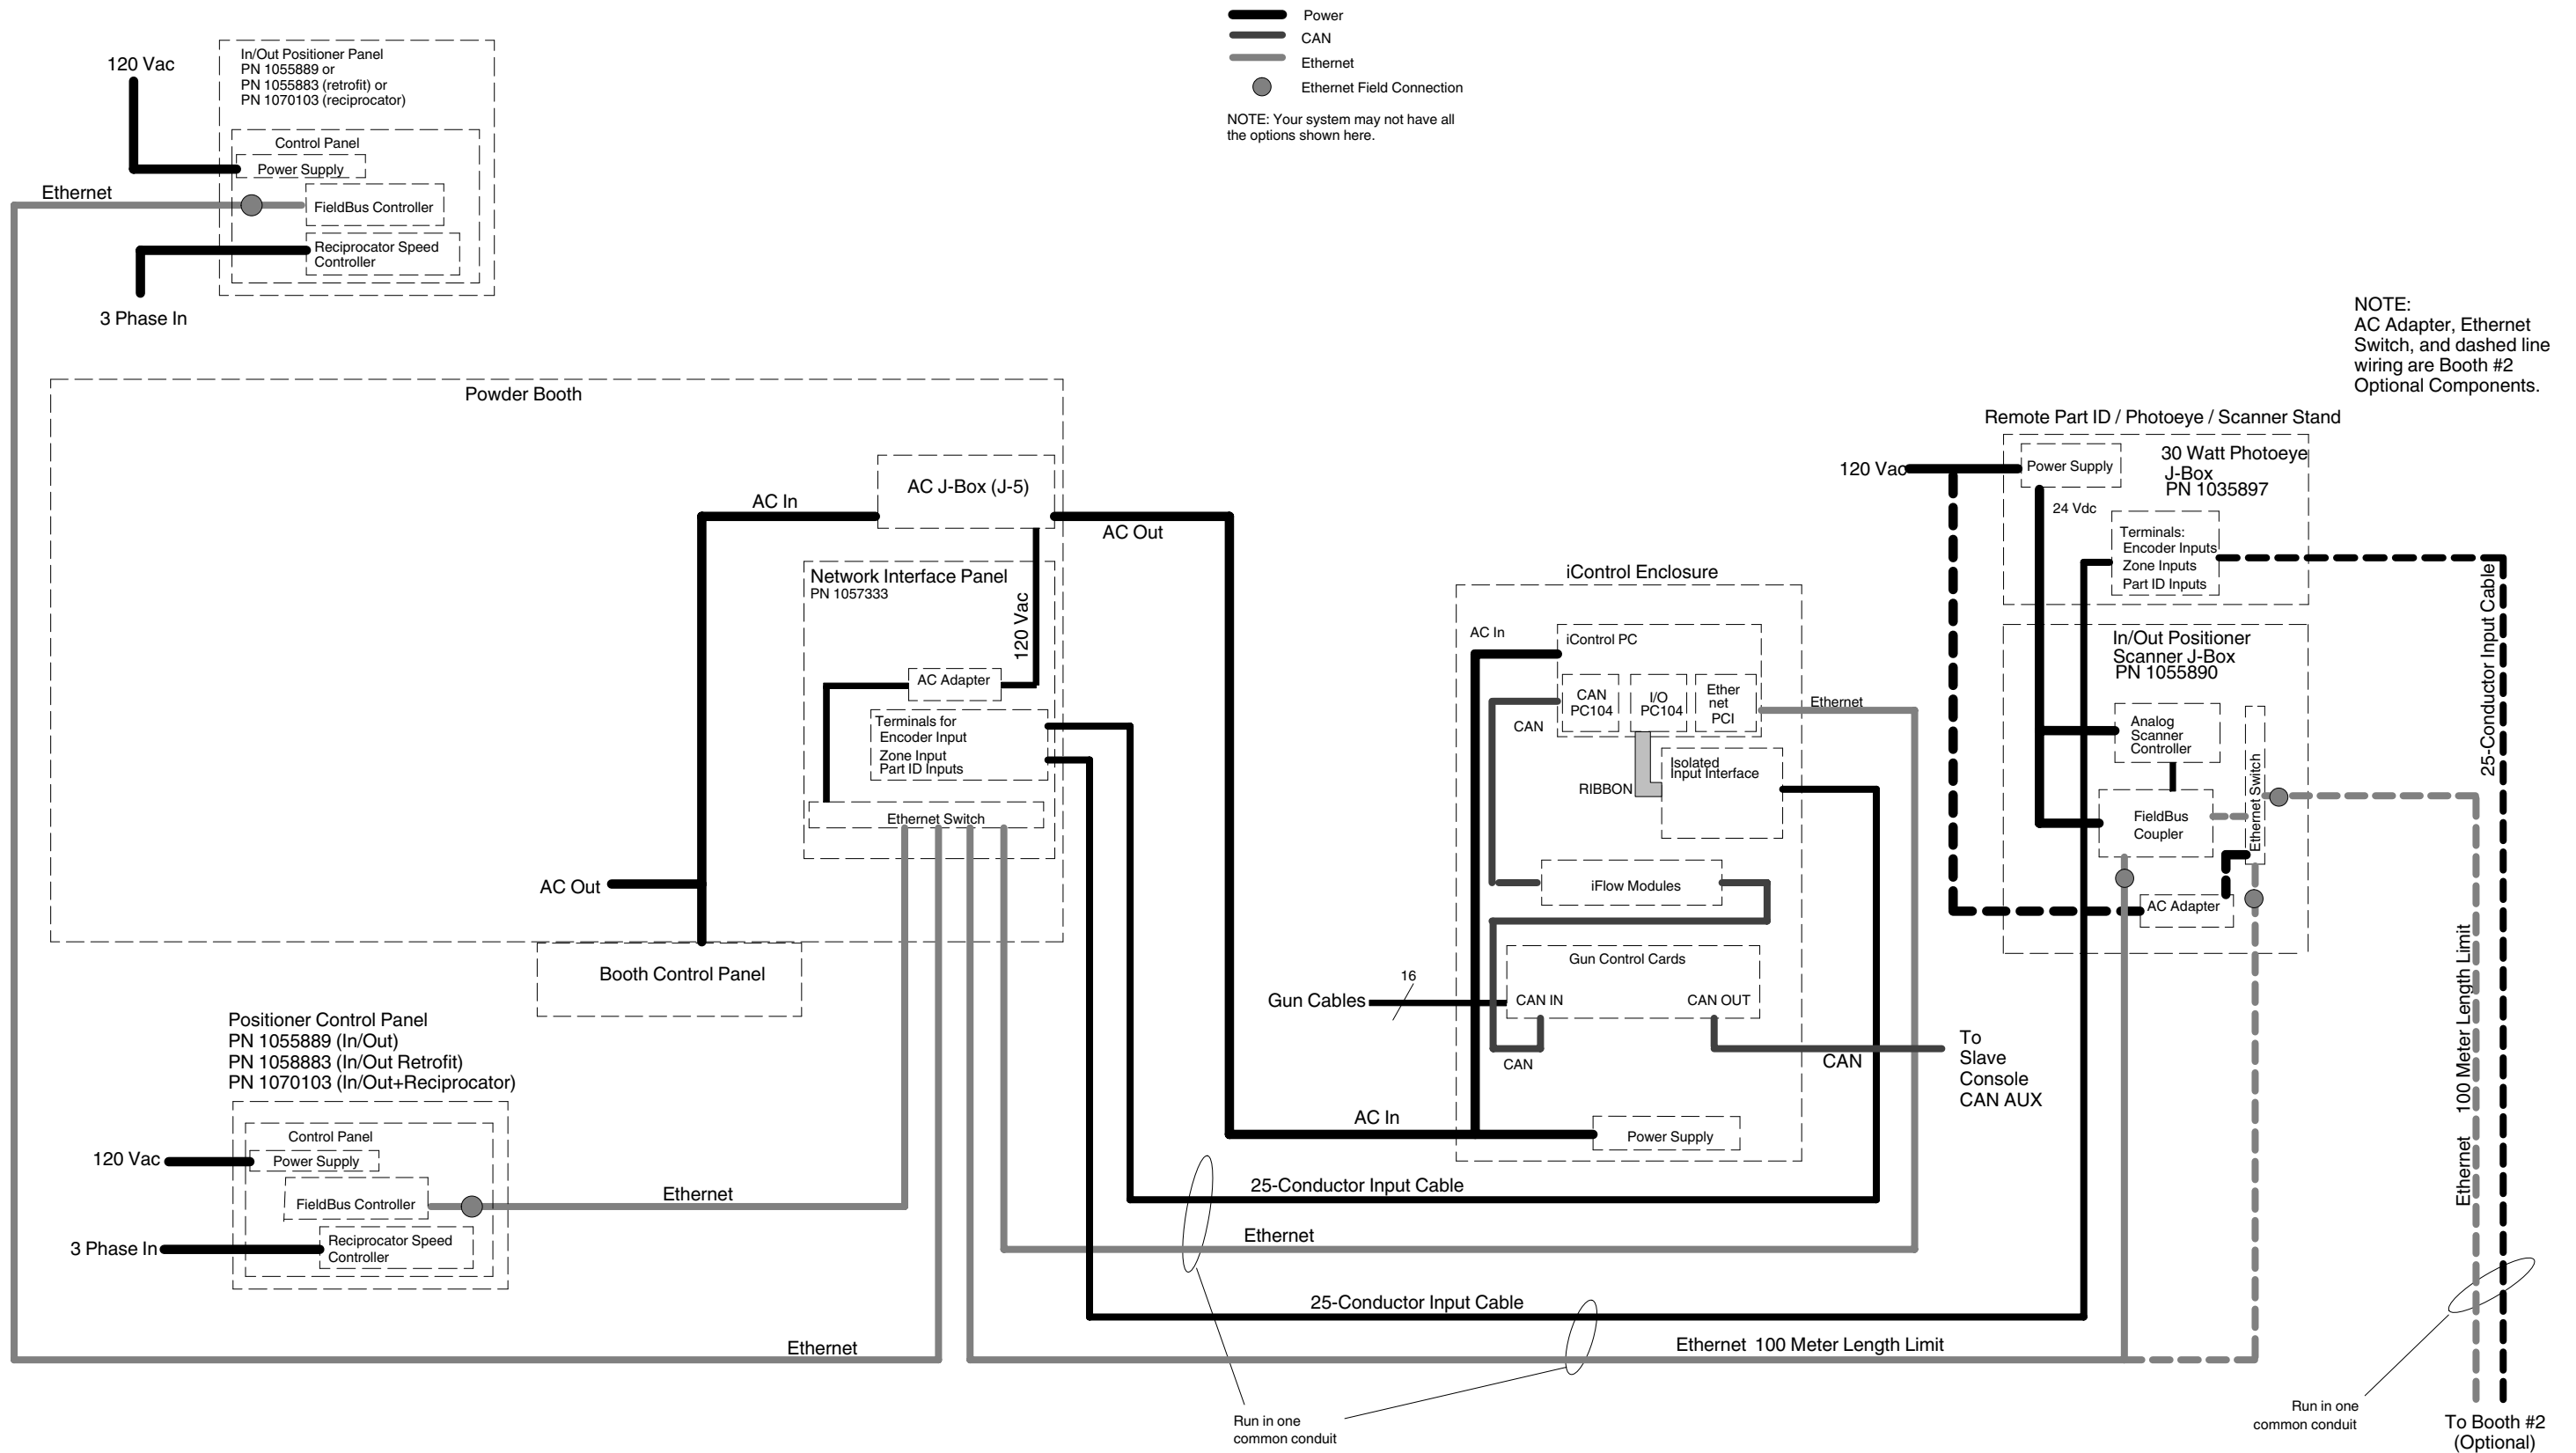 Power
CAN
Ethernet
Ethernet Field Connection
NOTE: Your system may not have all
the options shown here.
120 Vac
In/Out Positioner Panel
PN 1055889 or
PN 1055883 (retrofit) or
PN 1070103 (reciprocator)
Control Panel
Power Supply
Ethernet
FieldBus Controller
Reciprocator Speed
Controller
3 Phase In
NOTE:
AC Adapter, Ethernet
Switch, and dashed line
wiring are Booth #2
Optional Components.
Powder Booth
AC J-Box (J-5)
AC In
AC Out
Network Interface Panel
PN 1057333
120 Vac
AC Adapter
Terminals for
Encoder Input
Zone Input
Part ID Inputs
Ethernet Switch
AC Out
Booth Control Panel
Positioner Control Panel
PN 1055889 (In/Out)
PN 1058883 (In/Out Retrofit)
PN 1070103 (In/Out+Reciprocator)
Control Panel
120 Vac
Power Supply
FieldBus Controller
Ethernet
3 Phase In
Reciprocator Speed
Controller
iControl Enclosure
AC In
iControl PC
CAN
PC104
I/O
PC104
Ether
net
PCI
Ethernet
CAN
Isolated
Input Interface
RIBBON
iFlow Modules
Gun Control Cards
16
Gun Cables
CAN IN
CAN OUT
CAN
CAN
To
Slave
Console
CAN AUX
AC In
Power Supply
25-Conductor Input Cable
Ethernet
25-Conductor Input Cable
Ethernet
Ethernet 100 Meter Length Limit
Run in one
common conduit
Remote Part ID / Photoeye / Scanner Stand
120 Vac
Power Supply
30 Watt Photoeye
J-Box
PN 1035897
24 Vdc
Terminals:
Encoder Inputs
Zone Inputs
Part ID Inputs
In/Out Positioner
Scanner J-Box
PN 1055890
Analog
Scanner
Controller
Ethernet Switch
FieldBus
Coupler
AC Adapter
25-Conductor Input Cable
Ethernet 100 Meter Length Limit
Run in one
common conduit
To Booth #2
(Optional)